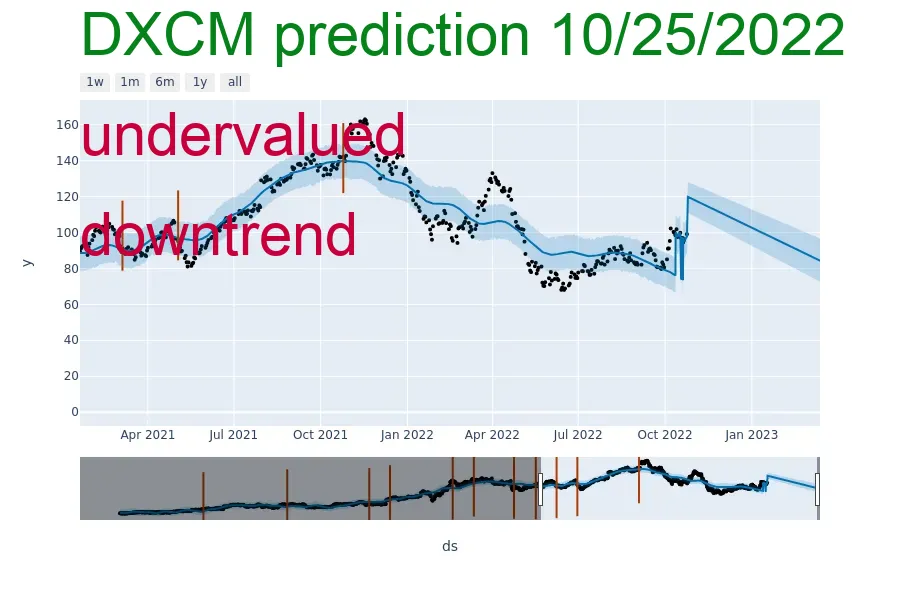 DXCM prediction 10/25/2022
1w 1m 6m 1y all
160
undervalued
140
120
downtrend
100
80
y
60
40
20
0
Apr 2021 Jul 2021 Oct 2021 Jan 2022 Apr 2022 Jul 2022 Oct 2022 Jan 2023
ds